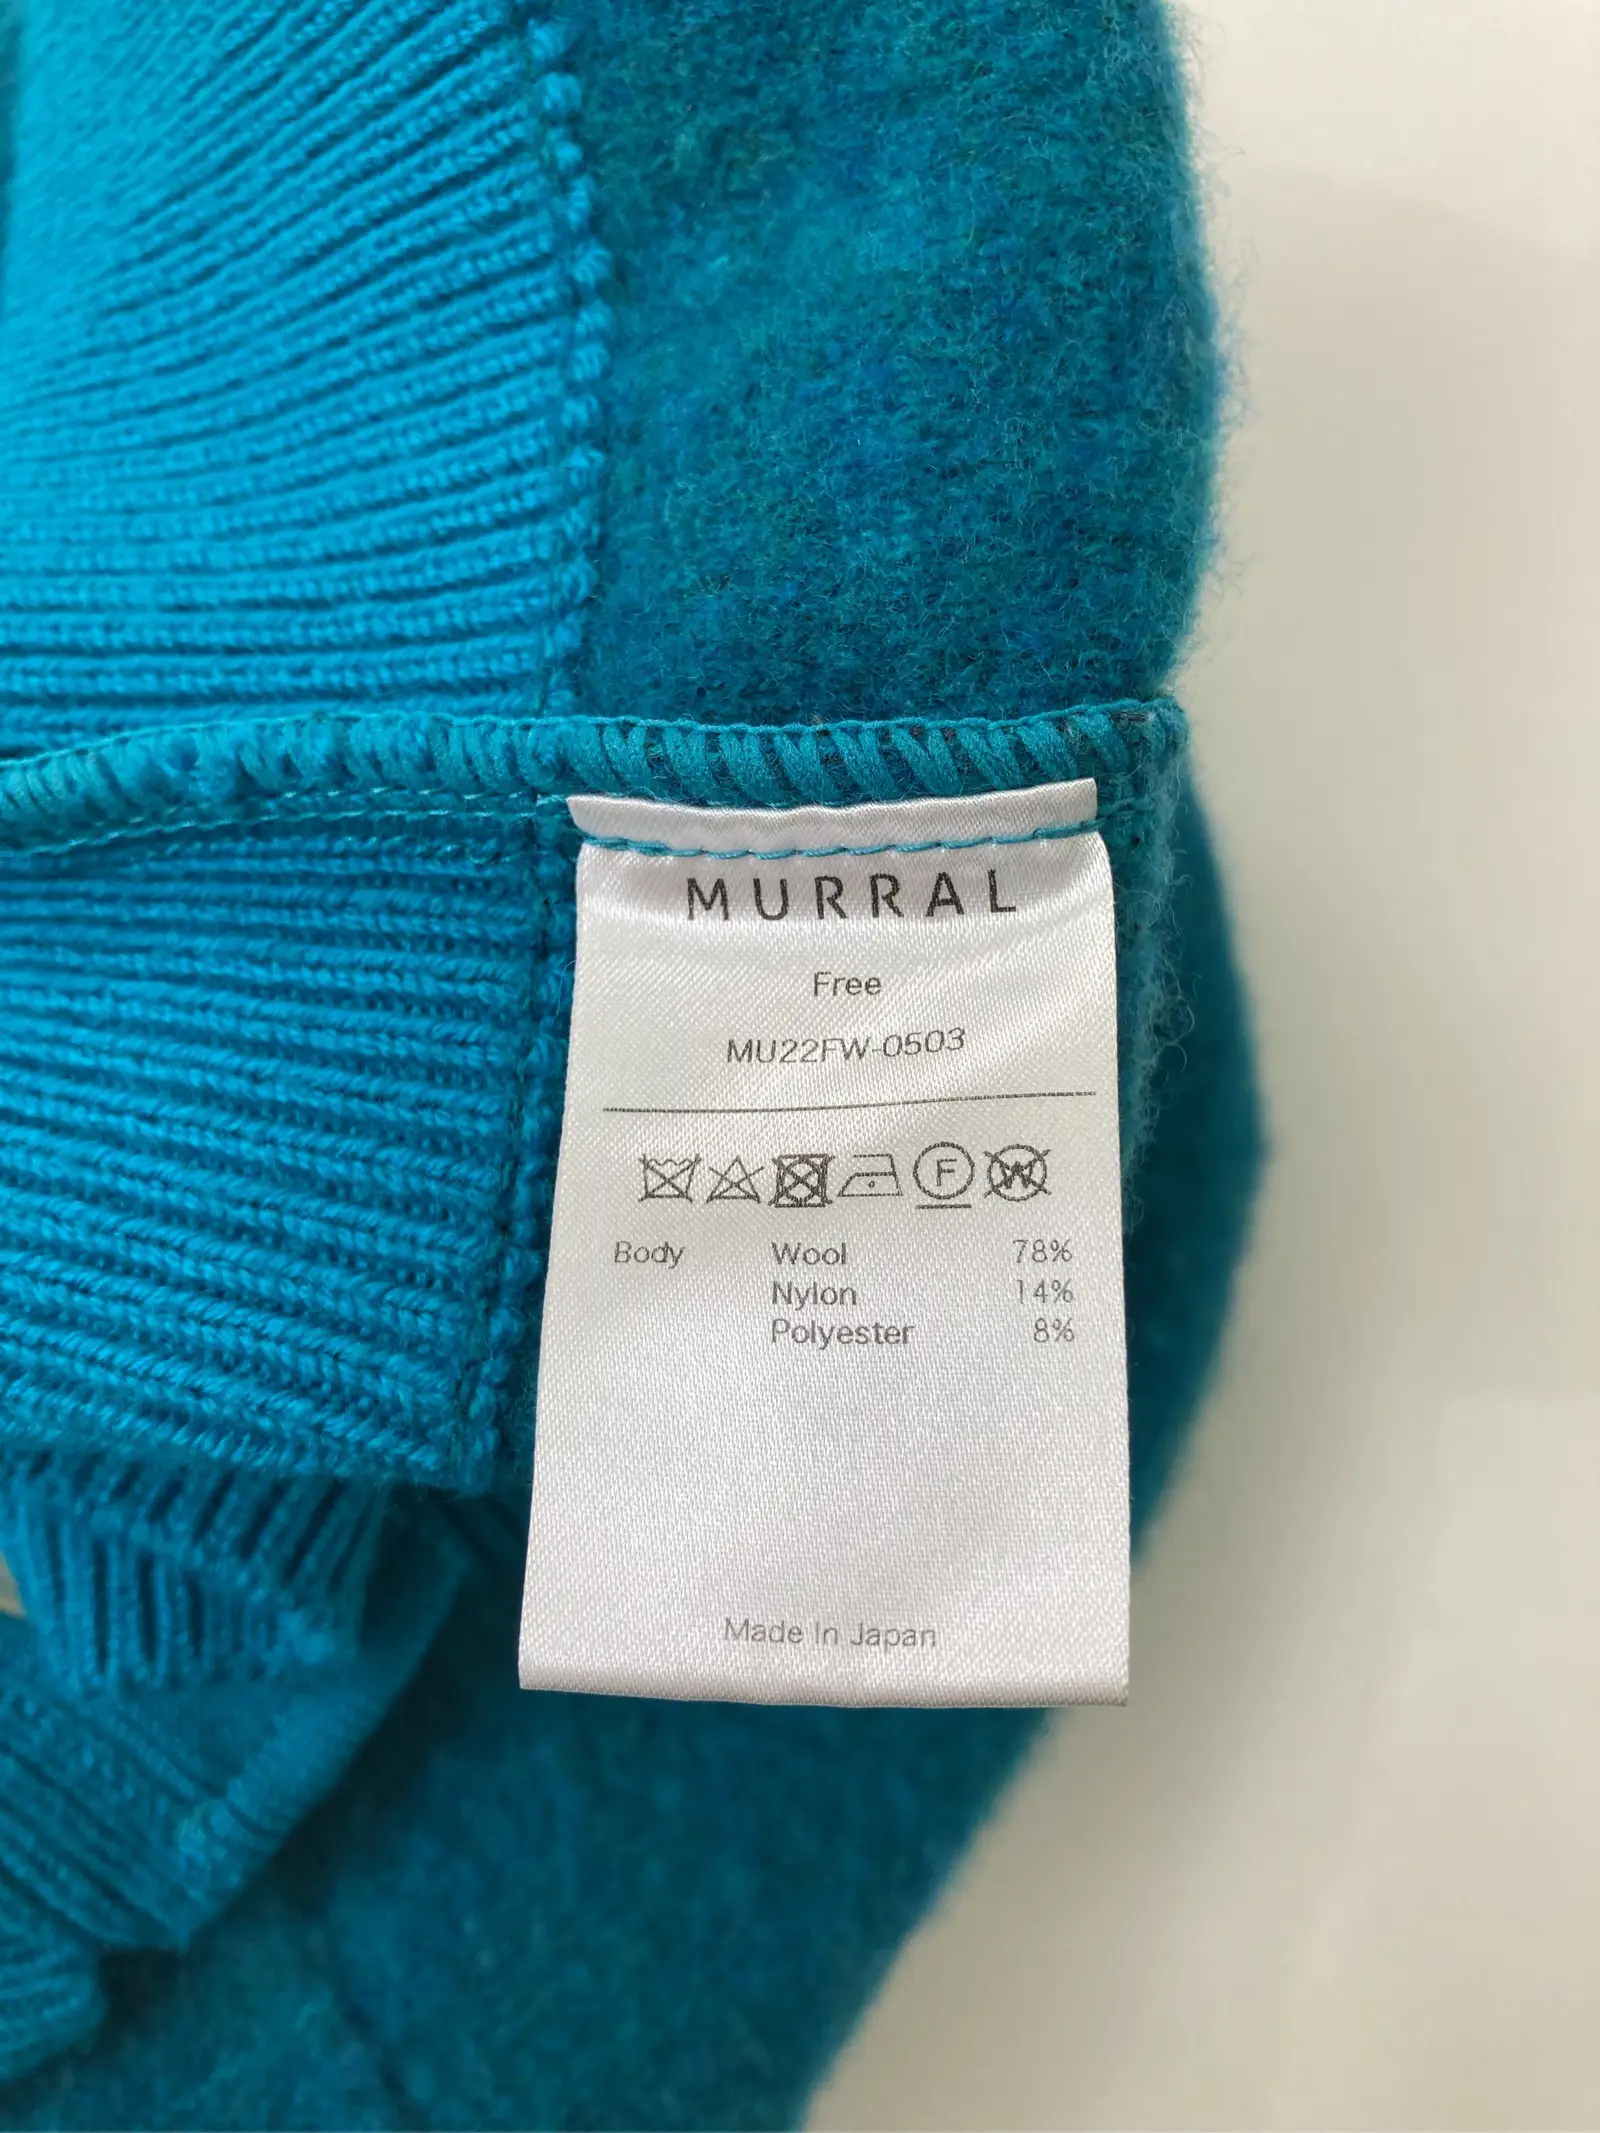 MURRAL
Free
MU22FW-0503
F W
Body Wool 78%
Nylon 14%
Polyester 8%
Made In Japan